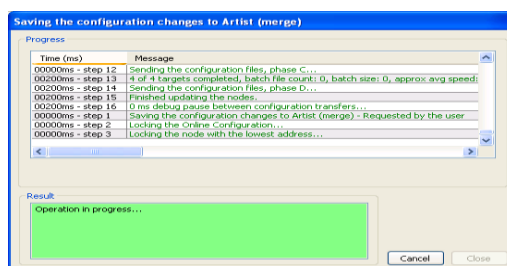 Saving the configuration changes to Artist (merge)
Progress
Time (ms) Message
00000ms - step 12 Sending the configuration files, phase C...
00200ms - step 13 4 of 4 targets completed, batch file count: 0, batch size: 0, approx avg speed:
00200ms - step 14 Sending the configuration files, phase D...
00200ms - step 15 Finished updating the nodes.
00200ms - step 16 0 ms debug pause between configuration transfers...
00000ms - step 1 Saving the configuration changes to Artist (merge) - Requested by the user
00000ms - step 2 Locking the Online Configuration...
00000ms - step 3 Locking the node with the lowest address...
Result
Operation in progress...
Cancel Close